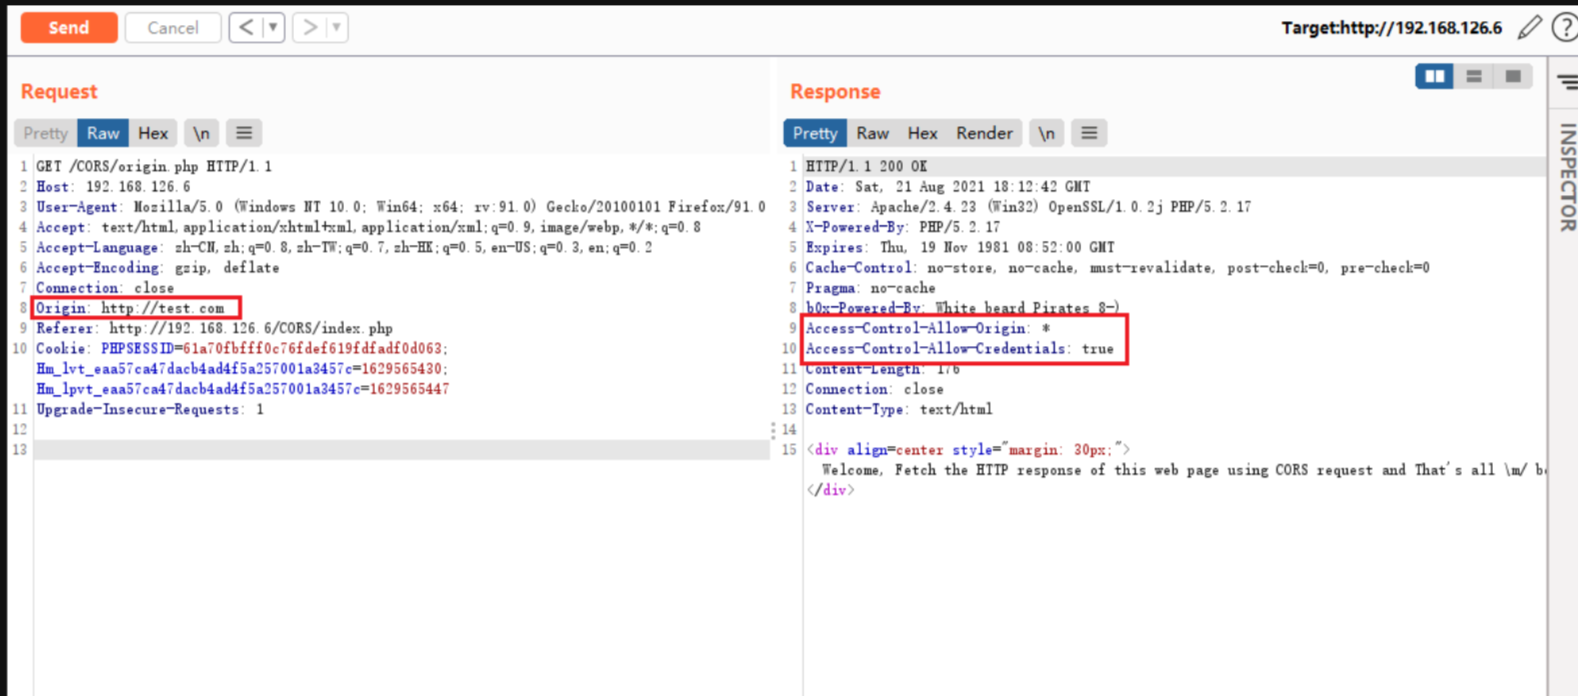 Send Cancel < > Target:http://192.168.126.6 ?
Request
Pretty Raw Hex \n
1 GET /CORS/origin.php HTTP/1.1
2 Host: 192.168.126.6
3 User-Agent: Mozilla/5.0 (Windows NT 10.0; Win64; x64; rv:91.0) Gecko/20100101 Firefox/91.0
4 Accept: text/html,application/xhtml+xml,application/xml;q=0.9,image/webp,*/*;q=0.8
5 Accept-Language: zh-CN,zh;q=0.8,zh-TW;q=0.7,zh-HK;q=0.5,en-US;q=0.3,en;q=0.2
6 Accept-Encoding: gzip, deflate
7 Connection: close
8 Origin: http://test.com
9 Referer: http://192.168.126.6/CORS/index.php
10 Cookie: PHPSESSID=61a70fbfff0c76fdef619fdfadf0d063;
Hm_lvt_eaa57ca47dacb4ad4f5a257001a3457c=1629565430;
Hm_lpvt_eaa57ca47dacb4ad4f5a257001a3457c=1629565447
11 Upgrade-Insecure-Requests: 1
12
13
Response
Pretty Raw Hex Render \n
1 HTTP/1.1 200 OK
2 Date: Sat, 21 Aug 2021 18:12:42 GMT
3 Server: Apache/2.4.23 (Win32) OpenSSL/1.0.2j PHP/5.2.17
4 X-Powered-By: PHP/5.2.17
5 Expires: Thu, 19 Nov 1981 08:52:00 GMT
6 Cache-Control: no-store, no-cache, must-revalidate, post-check=0, pre-check=0
7 Pragma: no-cache
8 b0x-Powered-By: White beard Pirates 8-)
9 Access-Control-Allow-Origin: *
10 Access-Control-Allow-Credentials: true
11 Content-Length: 176
12 Connection: close
13 Content-Type: text/html
14
15 <div align=center style="margin: 30px;">
Welcome, Fetch the HTTP response of this web page using CORS request and That's all \m/ b
</div>
INSPECTOR